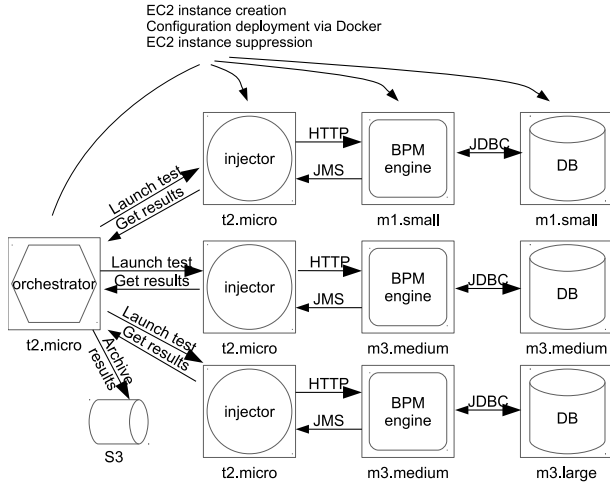 EC2 instance creation
Configuration deployment via Docker
EC2 instance suppression
HTTP
injector
JMS
BPM
engine
JDBC
DB
t2.micro
m1.small
m1.small
Launch test
Get results
orchestrator
t2.micro
Launch test
Get results
injector
HTTP
JMS
BPM
engine
JDBC
DB
t2.micro
m3.medium
m3.medium
Launch test
Get results
Archive
results
S3
injector
HTTP
JMS
BPM
engine
JDBC
DB
t2.micro
m3.medium
m3.large